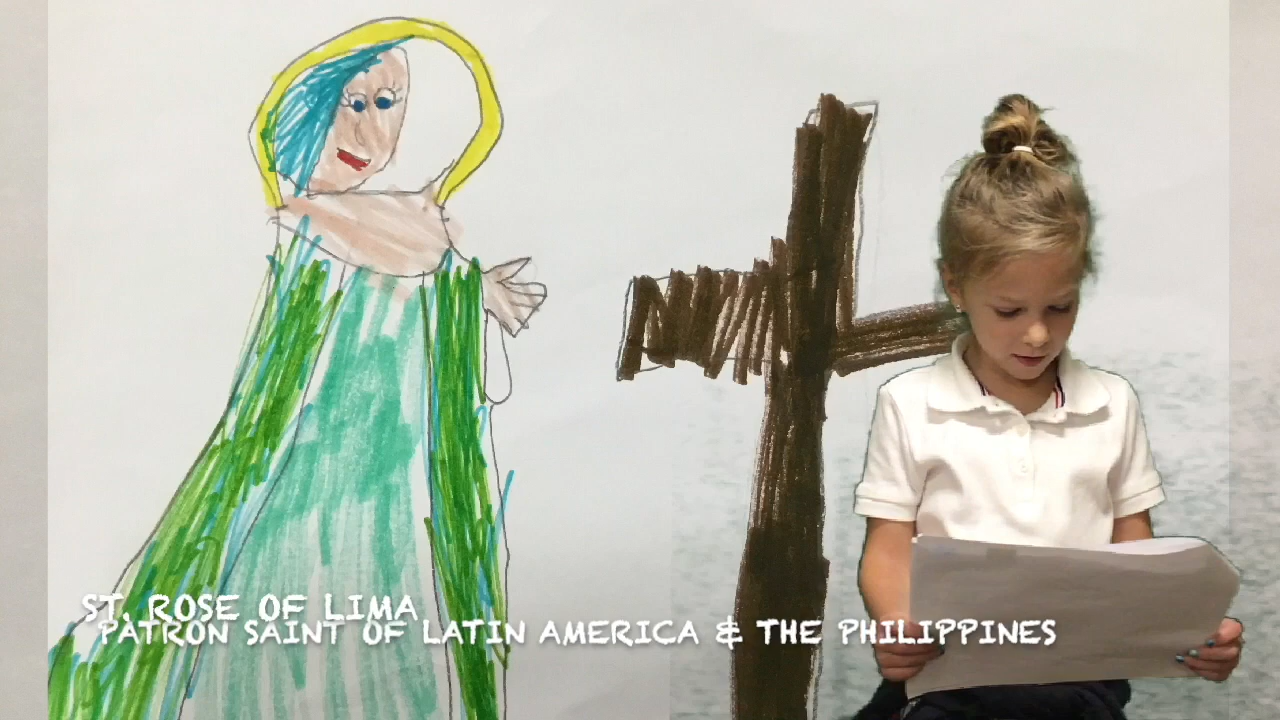 ST. ROSE OF LIMA
PATRON SAINT OF LATIN AMERICA & THE PHILIPPINES